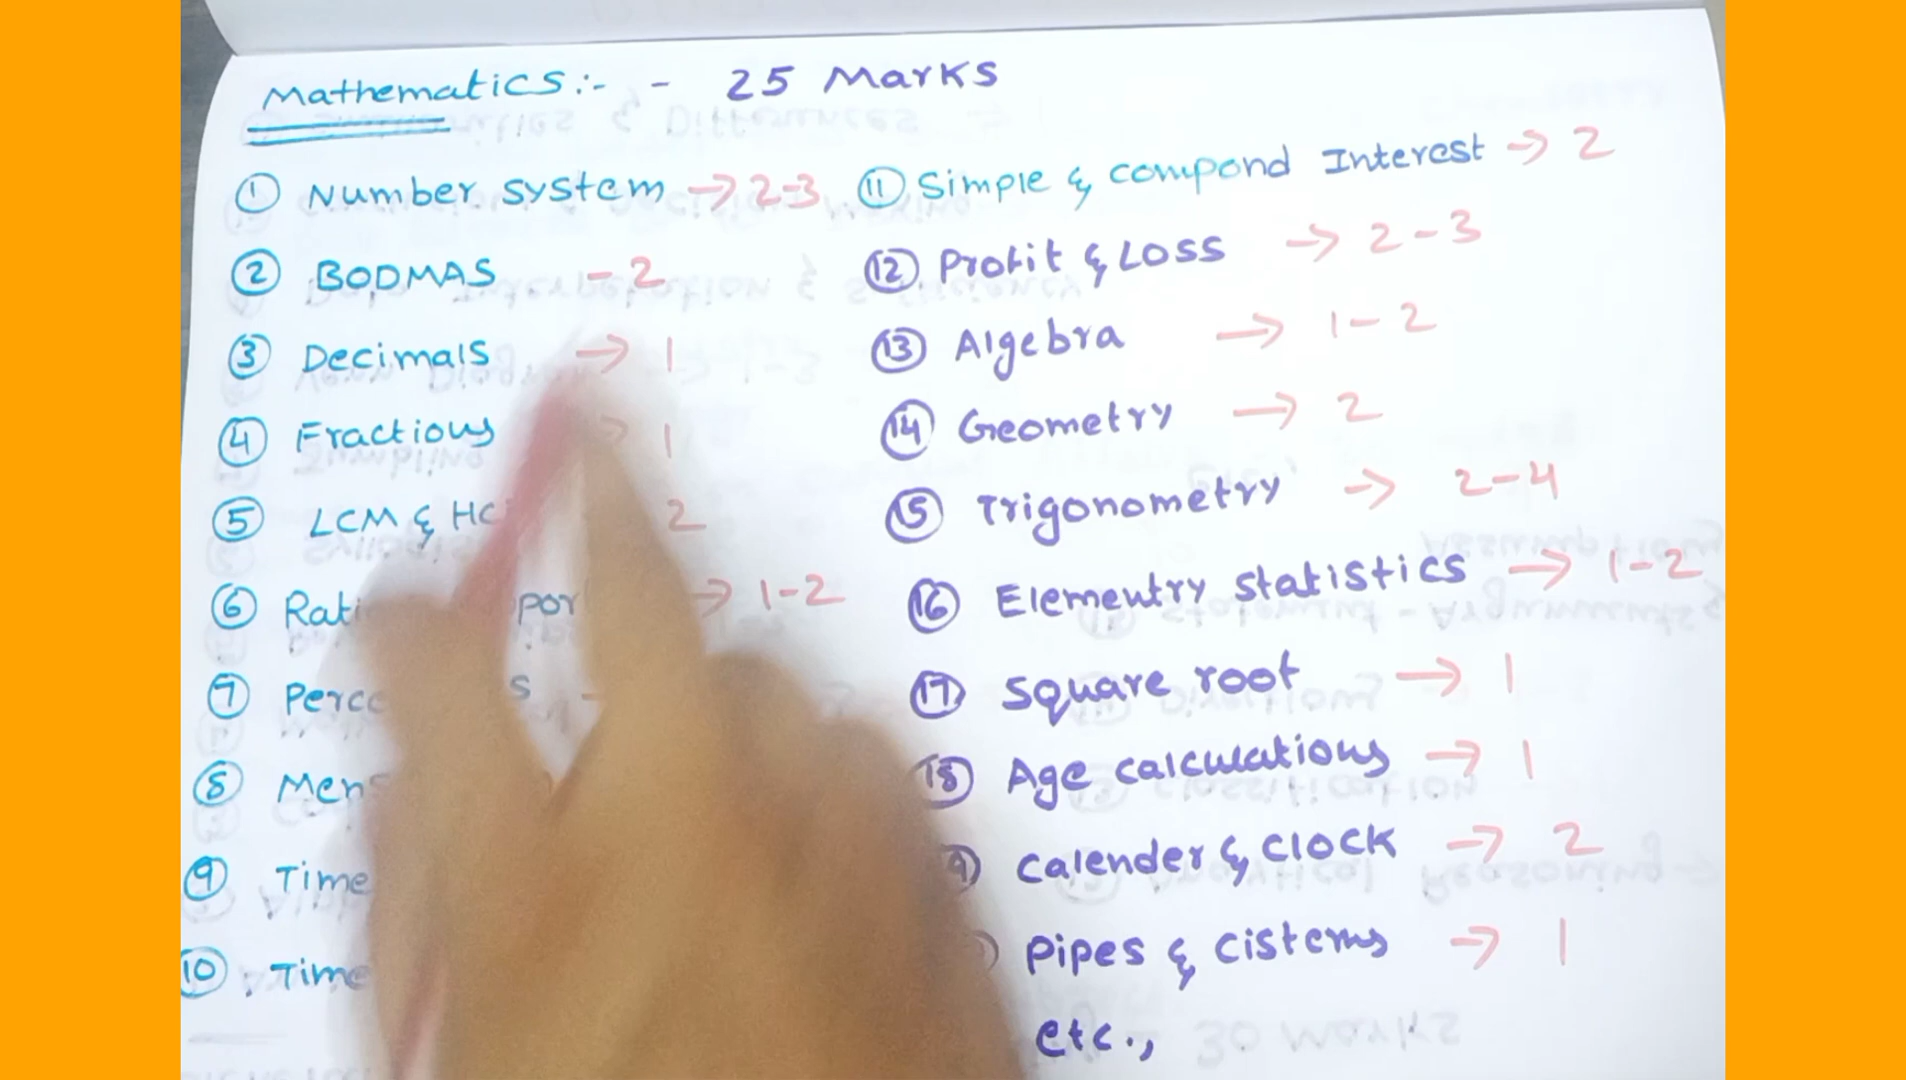 Mathematics:- - 25 Marks
① Number system → 2-3
② BODMAS - 2
③ Decimals → 1
④ Fractions → 1
⑤ LCM & HC 2
⑥ Rati por → 1-2
⑦ Perce s
⑧ Men
⑨ Time
⑩ . Time
⑪ Simple & compond Interest → 2
⑫ Profit & Loss → 2-3
⑬ Algebra → 1-2
⑭ Geometry → 2
⑮ Trigonometry → 2-4
⑯ Elementry statistics → 1-2
⑰ Square root → 1
⑱ Age calculations → 1
9) Calender & Clock → 2
) Pipes & Cisterns → 1
etc.,